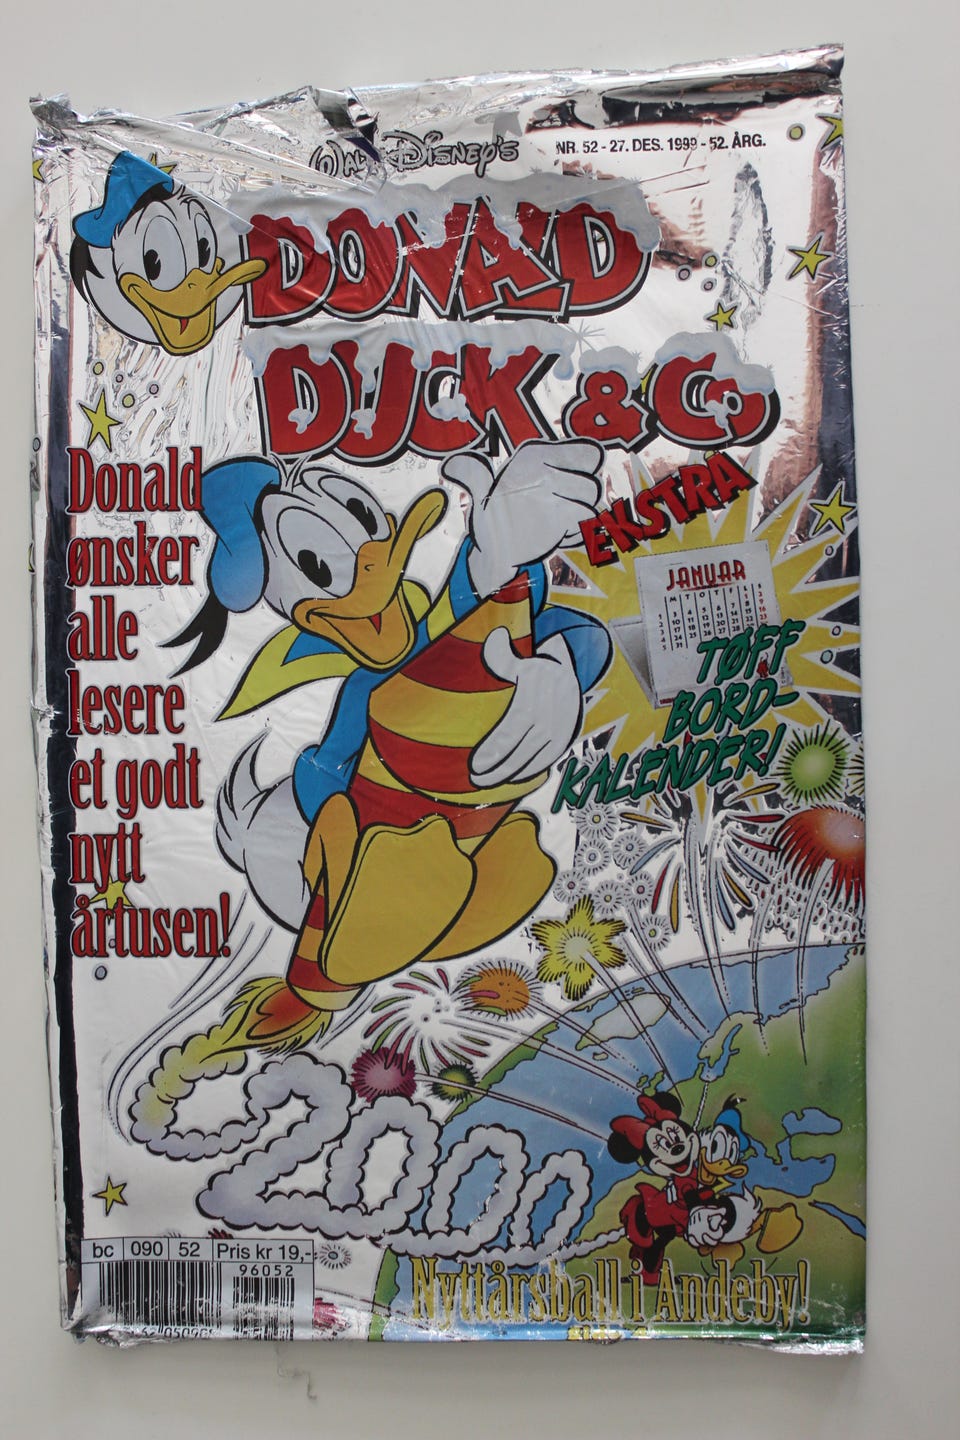 Walt Disney's
NR. 52 - 27. DES. 1999 - 52. ÅRG.
DONALD
DUCK & Co
EKSTRA
JANUAR
TØFF
BORD-
KALENDER!
Donald
ønsker
alle
lesere
et godt
nytt
årtusen!
2000
bc 090 52 Pris kr 19,-
96052
Nyttårsball i Andeby!